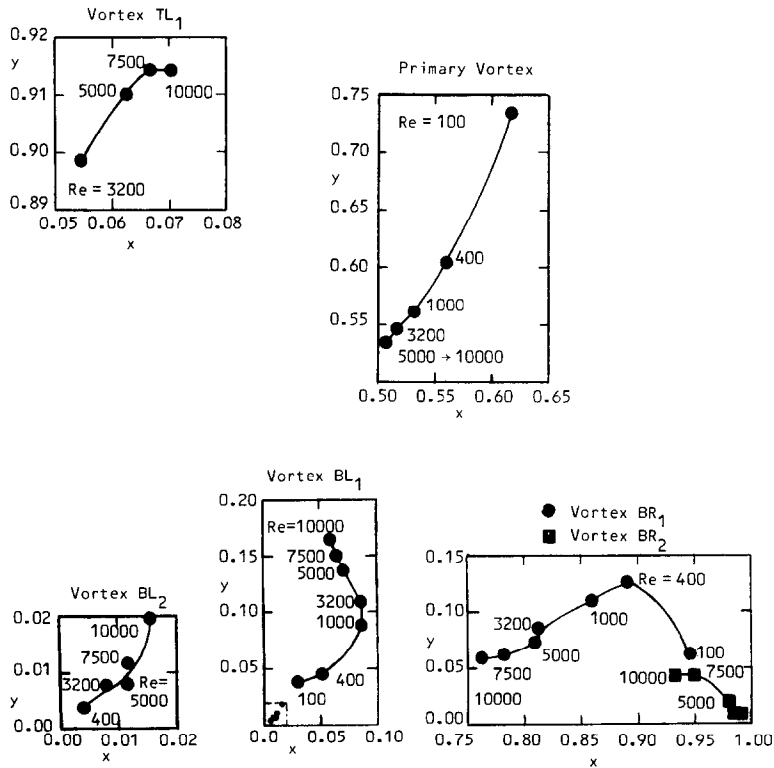 Vortex TL1
0.92
y
0.91
0.90
0.89
7500
5000
10000
Re = 3200
0.05 0.06 0.07 0.08
x
Primary Vortex
0.75
Re = 100
0.70
y
0.65
0.60
400
0.55
1000
3200
5000 → 10000
0.50 0.55 0.60 0.65
x
Vortex BL2
0.02
10000
7500
0.01
3200
Re=
5000
y
400
0.00
0.00 0.01 0.02
x
Vortex BL1
0.20
Re=10000
0.15
7500
5000
y
0.10
3200
1000
0.05
400
100
0.00 0.05 0.10
x
Vortex BR1
Vortex BR2
0.15
Re = 400
0.10
3200
1000
y
5000
100
0.05
7500
10000
7500
10000
5000
0.00
0.75 0.80 0.85 0.90 0.95 1.00
x